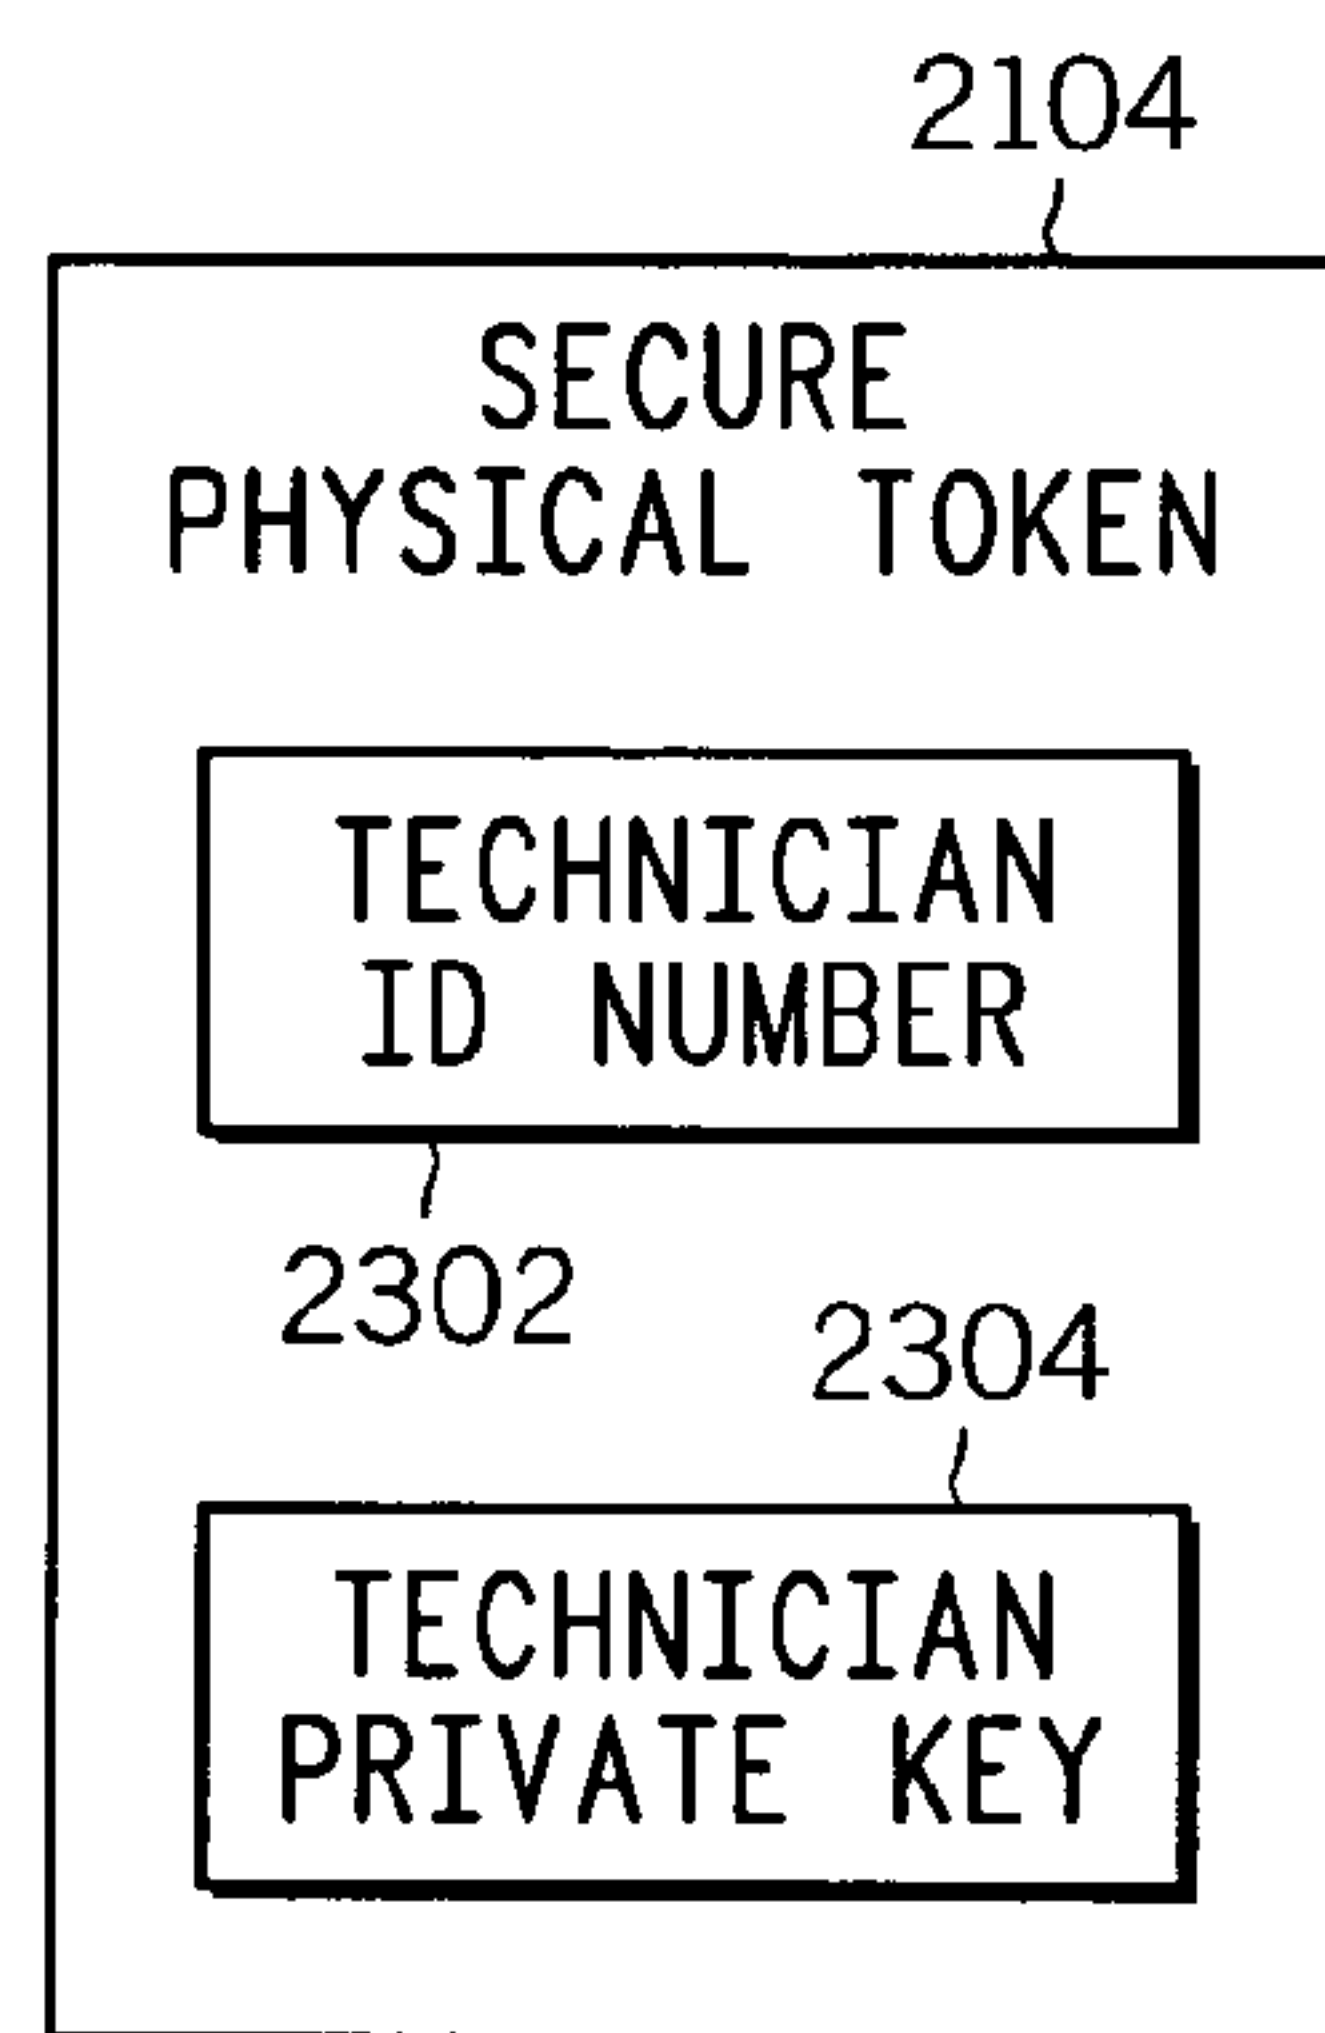 2104
SECURE
PHYSICAL TOKEN
TECHNICIAN
ID NUMBER
2302
2304
TECHNICIAN
PRIVATE KEY